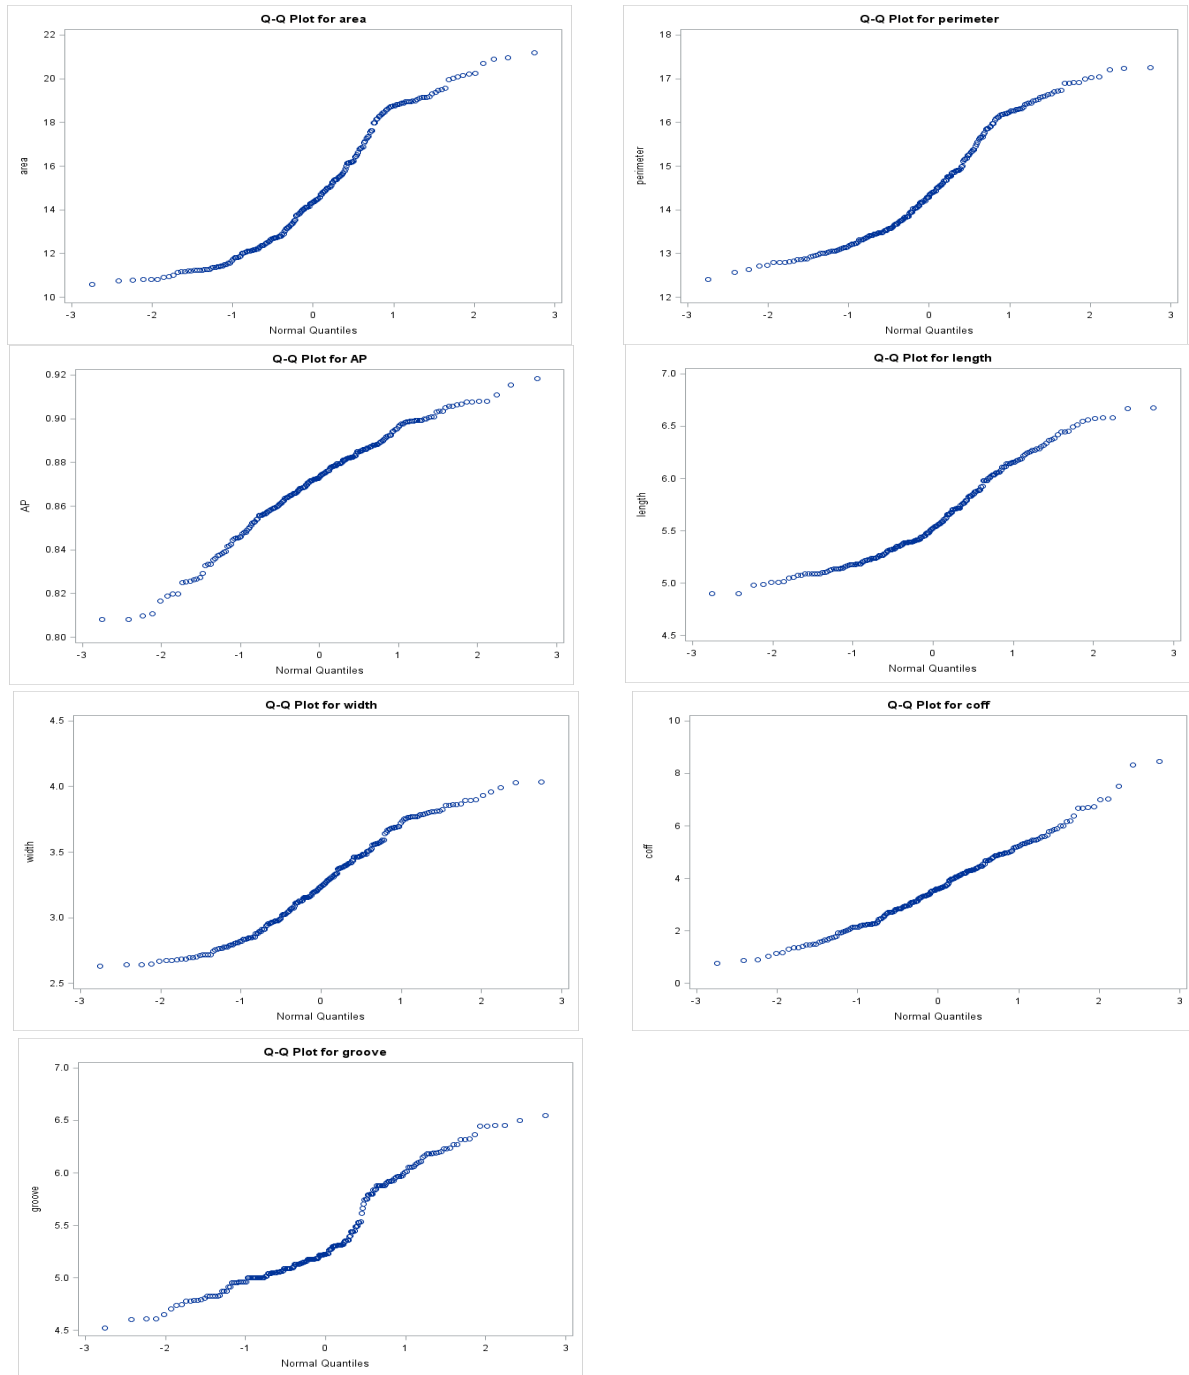 Q-Q Plot for area
22
20
18
16
14
12
10
area
-3 -2 -1 0 1 2 3
Normal Quantiles
Q-Q Plot for perimeter
18
17
16
15
14
13
12
perimeter
-3 -2 -1 0 1 2 3
Normal Quantiles
Q-Q Plot for AP
0.92
0.90
0.88
0.86
0.84
0.82
0.80
AP
-3 -2 -1 0 1 2 3
Normal Quantiles
Q-Q Plot for length
7.0
6.5
6.0
5.5
5.0
4.5
length
-3 -2 -1 0 1 2 3
Normal Quantiles
Q-Q Plot for width
4.5
4.0
3.5
3.0
2.5
width
-3 -2 -1 0 1 2 3
Normal Quantiles
Q-Q Plot for coff
10
8
6
4
2
0
coff
-3 -2 -1 0 1 2 3
Normal Quantiles
Q-Q Plot for groove
7.0
6.5
6.0
5.5
5.0
4.5
groove
-3 -2 -1 0 1 2 3
Normal Quantiles